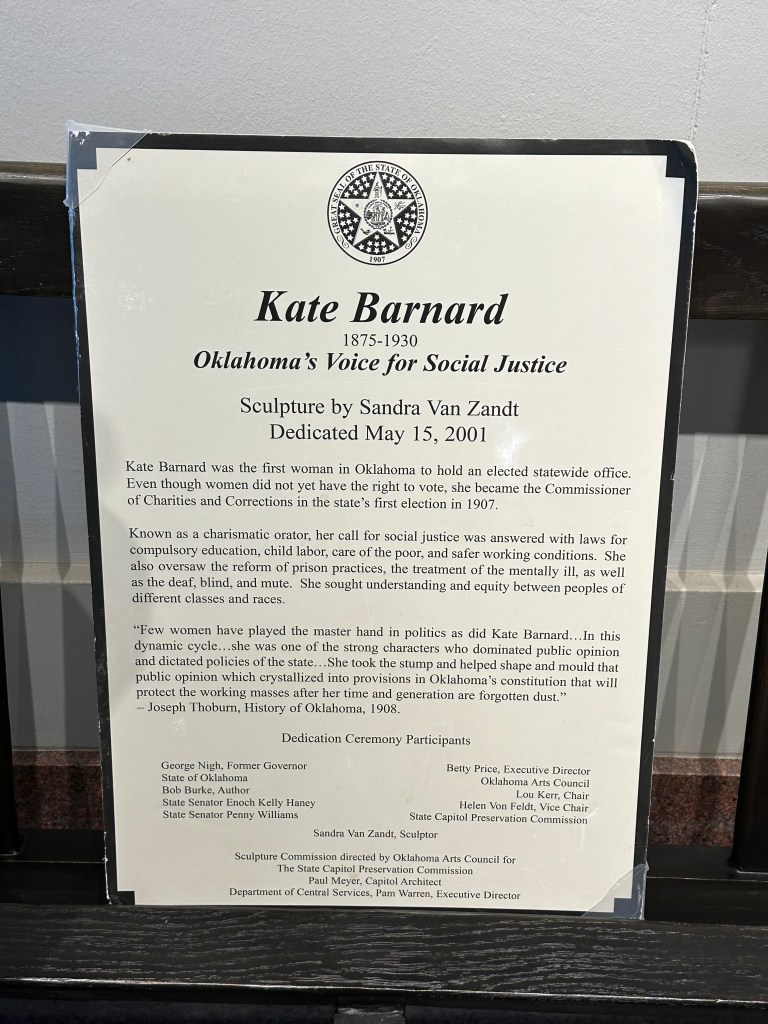 GREAT SEAL OF THE STATE OF OKLAHOMA
1907
Kate Barnard
1875-1930
Oklahoma's Voice for Social Justice
Sculpture by Sandra Van Zandt
Dedicated May 15, 2001
Kate Barnard was the first woman in Oklahoma to hold an elected statewide office.
Even though women did not yet have the right to vote, she became the Commissioner
of Charities and Corrections in the state's first election in 1907.
Known as a charismatic orator, her call for social justice was answered with laws for
compulsory education, child labor, care of the poor, and safer working conditions. She
also oversaw the reform of prison practices, the treatment of the mentally ill, as well
as the deaf, blind, and mute. She sought understanding and equity between peoples of
different classes and races.
“Few women have played the master hand in politics as did Kate Barnard…In this
dynamic cycle…she was one of the strong characters who dominated public opinion
and dictated policies of the state…She took the stump and helped shape and mould that
public opinion which crystallized into provisions in Oklahoma's constitution that will
protect the working masses after her time and generation are forgotten dust.”
– Joseph Thoburn, History of Oklahoma, 1908.
Dedication Ceremony Participants
George Nigh, Former Governor
State of Oklahoma
Bob Burke, Author
State Senator Enoch Kelly Haney
State Senator Penny Williams
Betty Price, Executive Director
Oklahoma Arts Council
Lou Kerr, Chair
Helen Von Feldt, Vice Chair
State Capitol Preservation Commission
Sandra Van Zandt, Sculptor
Sculpture Commission directed by Oklahoma Arts Council for
The State Capitol Preservation Commission
Paul Meyer, Capitol Architect
Department of Central Services, Pam Warren, Executive Director